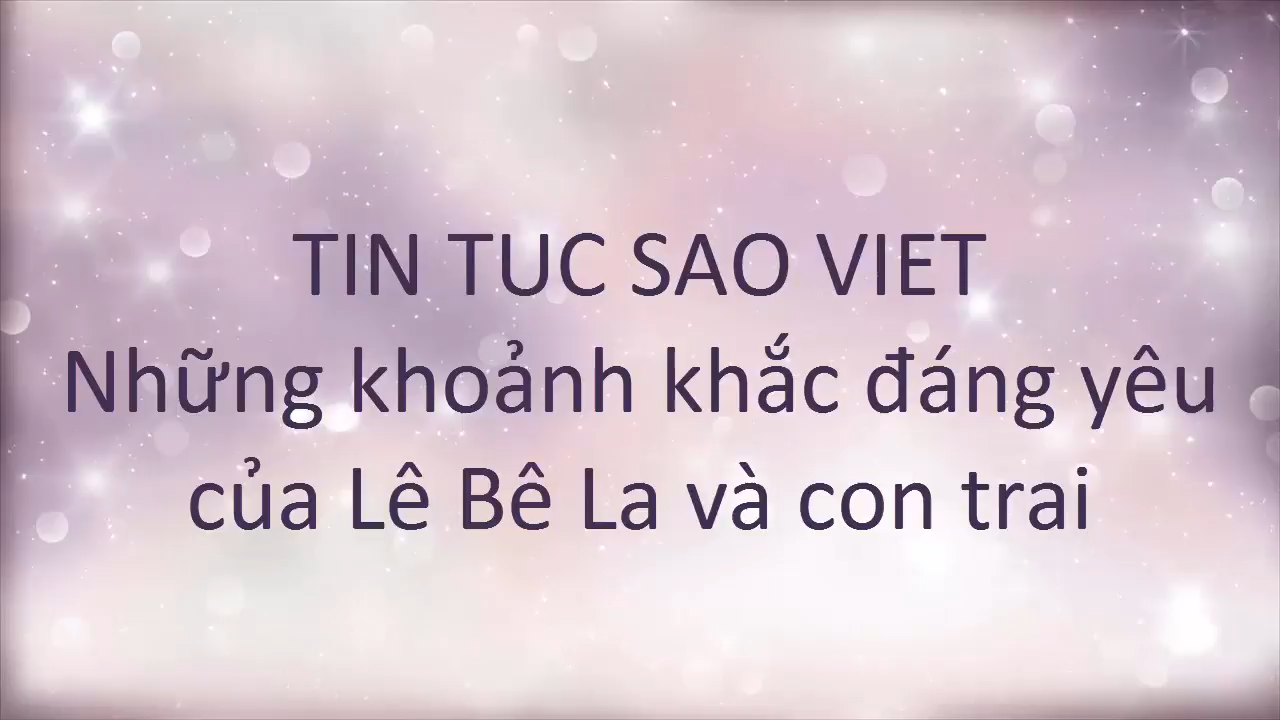 TIN TUC SAO VIET
Những khoảnh khắc đáng yêu
của Lê Bê La và con trai